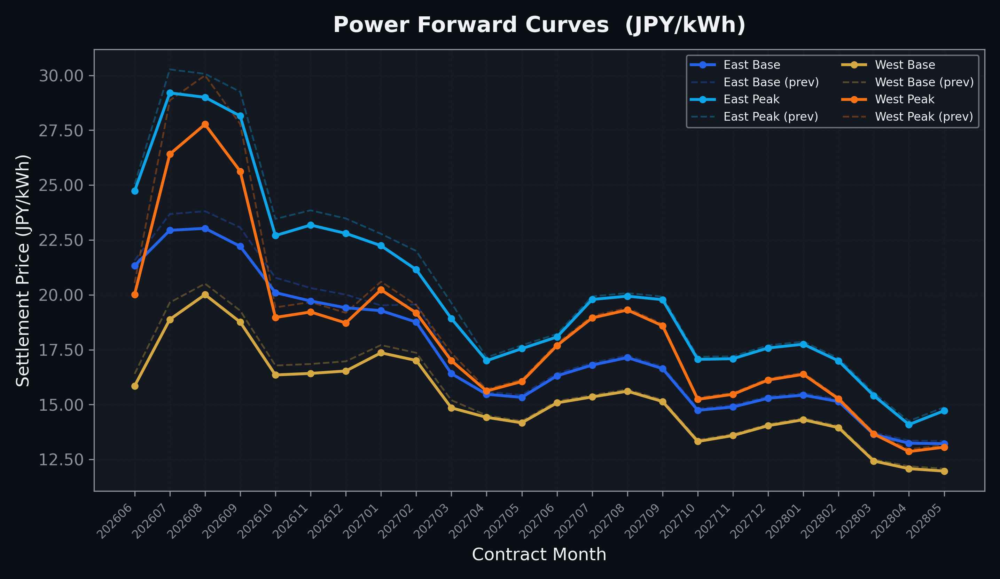 Power Forward Curves (JPY/kWh)
East Base
East Base (prev)
East Peak
East Peak (prev)
West Base
West Base (prev)
West Peak
West Peak (prev)
Settlement Price (JPY/kWh)
30.00
27.50
25.00
22.50
20.00
17.50
15.00
12.50
202606
202607
202608
202609
202610
202611
202612
202701
202702
202703
202704
202705
202706
202707
202708
202709
202710
202711
202712
202801
202802
202803
202804
202805
Contract Month